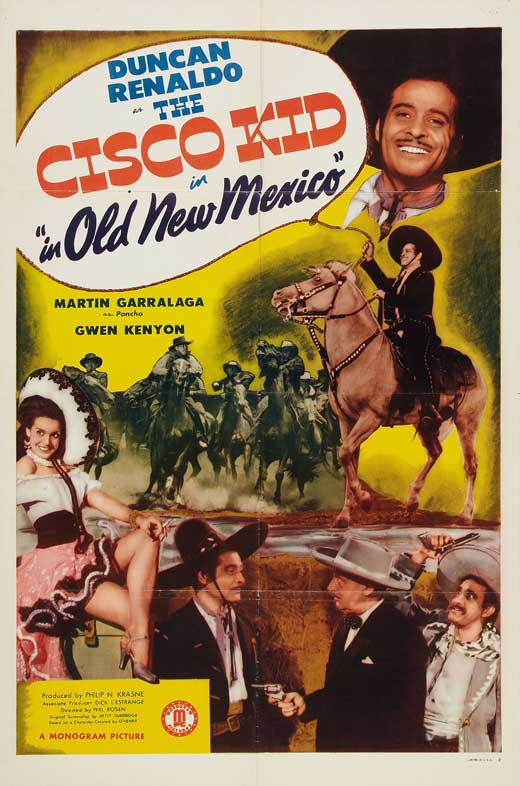 DUNCAN
RENALDO
as
THE
CISCO KID
in
"in Old New Mexico"
MARTIN GARRALAGA
as Pancho
GWEN KENYON
Produced by PHILIP N. KRASNE
Associate Producer DICK L'ESTRANGE
Directed by PHIL ROSEN
Original Screenplay by BETTY BURBRIDGE
Based on a Character Created by O'HENRY
MONOGRAM
PICTURES
A MONOGRAM PICTURE